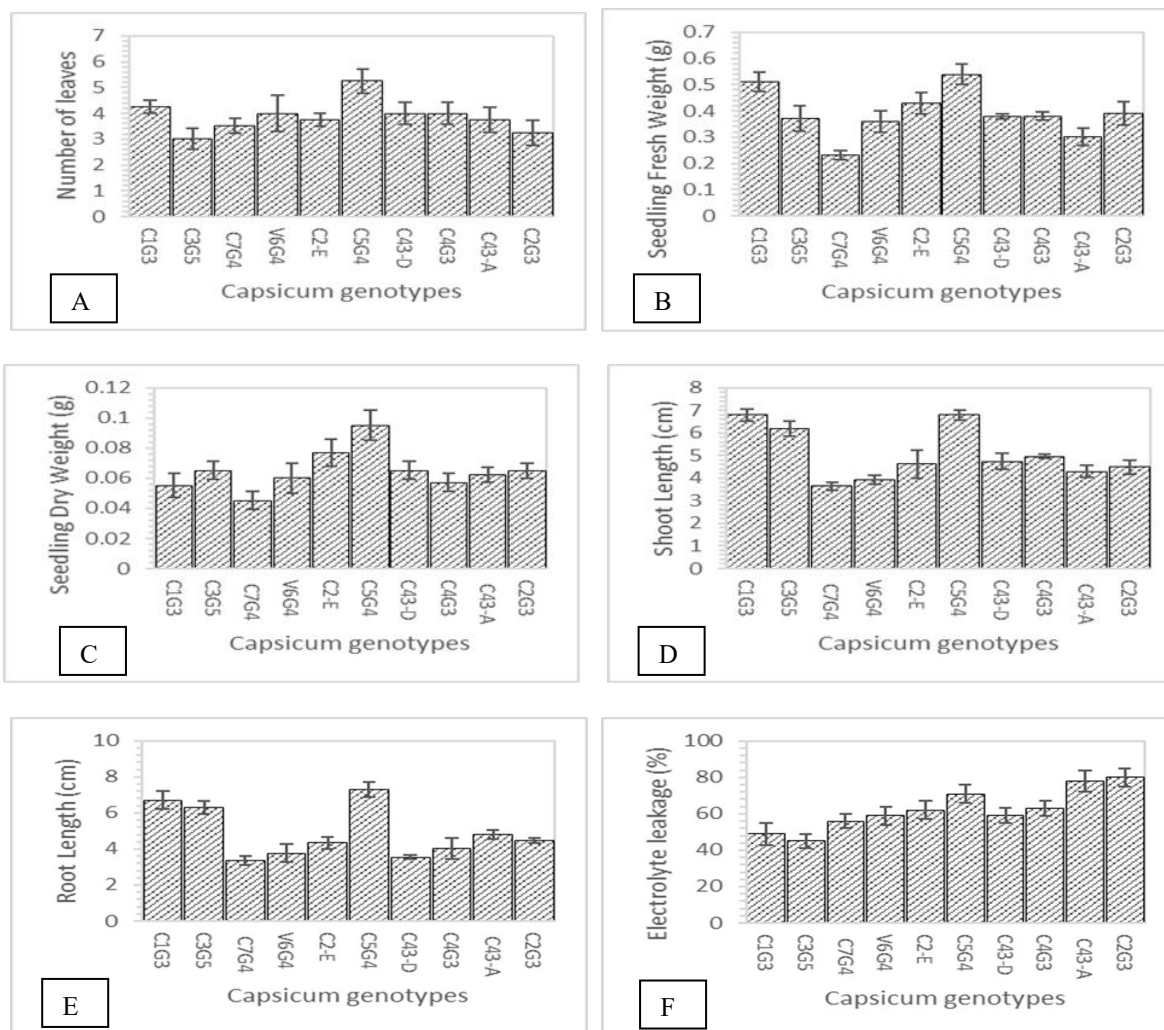 Number of leaves
7
6
5
4
3
2
1
0
C1G3 C3G5 C7G4 V6G4 C2-E C5G4 C43-D C4G3 C43-A C2G3
Capsicum genotypes
A
Seedling Fresh Weight (g)
0.7
0.6
0.5
0.4
0.3
0.2
0.1
0
C1G3 C3G5 C7G4 V6G4 C2-E C5G4 C43-D C4G3 C43-A C2G3
Capsicum genotypes
B
Seedling Dry Weight (g)
0.12
0.1
0.08
0.06
0.04
0.02
0
C1G3 C3G5 C7G4 V6G4 C2-E C5G4 C43-D C4G3 C43-A C2G3
Capsicum genotypes
C
Shoot Length (cm)
8
7
6
5
4
3
2
1
0
C1G3 C3G5 C7G4 V6G4 C2-E C5G4 C43-D C4G3 C43-A C2G3
Capsicum genotypes
D
Root Length (cm)
10
8
6
4
2
0
C1G3 C3G5 C7G4 V6G4 C2-E C5G4 C43-D C4G3 C43-A C2G3
Capsicum genotypes
E
Electrolyte leakage (%)
100
80
60
40
20
0
C1G3 C3G5 C7G4 V6G4 C2-E C5G4 C43-D C4G3 C43-A C2G3
Capsicum genotypes
F